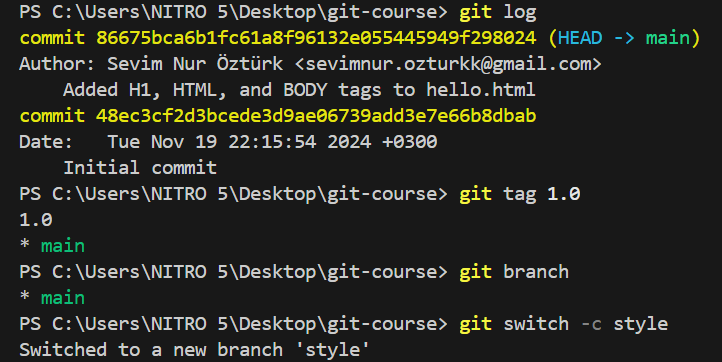 PS C:\Users\NITRO 5\Desktop\git-course> git log
commit 86675bca6b1fc61a8f96132e055445949f298024 (HEAD -> main)
Author: Sevim Nur Öztürk <sevimnur.ozturkk@gmail.com>
    Added H1, HTML, and BODY tags to hello.html
commit 48ec3cf2d3bcede3d9ae06739add3e7e66b8dbab
Date:   Tue Nov 19 22:15:54 2024 +0300
    Initial commit
PS C:\Users\NITRO 5\Desktop\git-course> git tag 1.0
1.0
* main
PS C:\Users\NITRO 5\Desktop\git-course> git branch
* main
PS C:\Users\NITRO 5\Desktop\git-course> git switch -c style
Switched to a new branch 'style'